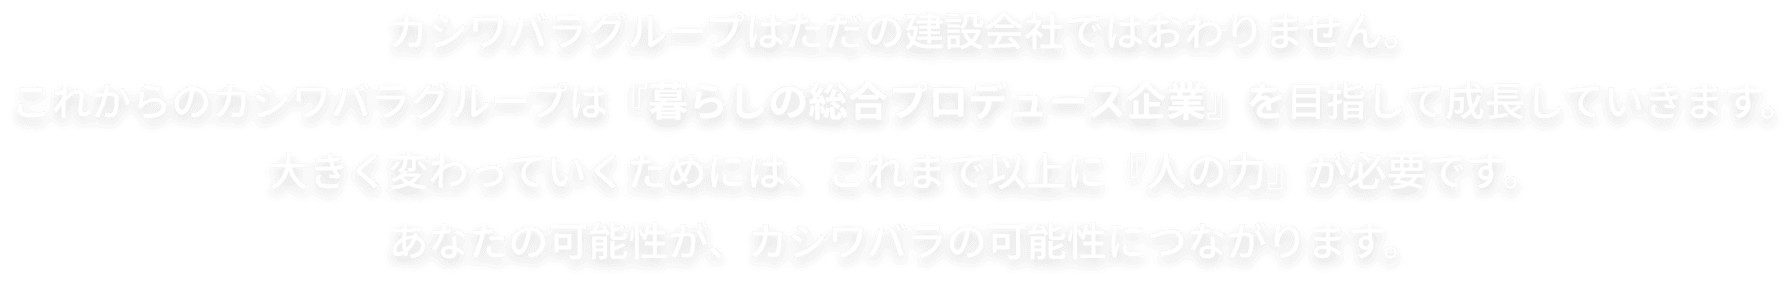 カシワバラグループはただの建設会社ではおわりません。
これからのカシワバラグループは『暮らしの総合プロデュース企業』を目指して成長していきます。
大きく変わっていくためには、これまで以上に『人の力』が必要です。
あなたの可能性が、カシワバラの可能性につながります。